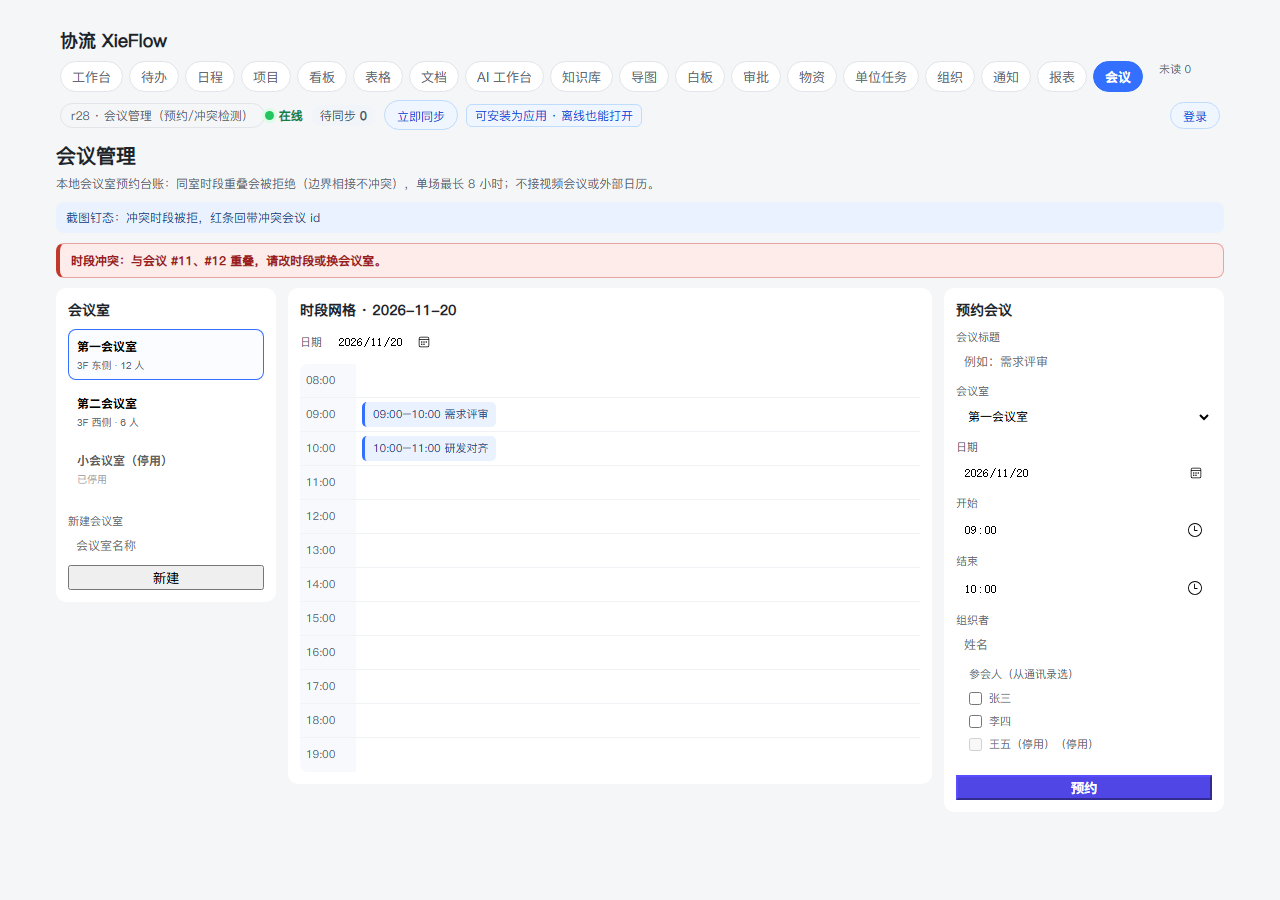 协流 XieFlow
工作台 待办 日程 项目 看板 表格 文档 AI 工作台 知识库 导图 白板 审批 物资 单位任务 组织 通知 报表 会议 未读 0
r28 · 会议管理（预约/冲突检测） 在线 待同步 0 立即同步 可安装为应用 · 离线也能打开 登录
会议管理
本地会议室预约台账：同室时段重叠会被拒绝（边界相接不冲突），单场最长 8 小时；不接视频会议或外部日历。
截图钉态：冲突时段被拒，红条回带冲突会议 id
时段冲突：与会议 #11、#12 重叠，请改时段或换会议室。
会议室
第一会议室
3F 东侧 · 12 人
第二会议室
3F 西侧 · 6 人
小会议室（停用）
已停用
新建会议室
会议室名称
新建
时段网格 · 2026-11-20
日期 2026/11/20
08:00
09:00 09:00—10:00 需求评审
10:00 10:00—11:00 研发对齐
11:00
12:00
13:00
14:00
15:00
16:00
17:00
18:00
19:00
预约会议
会议标题
例如：需求评审
会议室
第一会议室
日期
2026/11/20
开始
09:00
结束
10:00
组织者
姓名
参会人（从通讯录选）
张三
李四
王五（停用）（停用）
预约